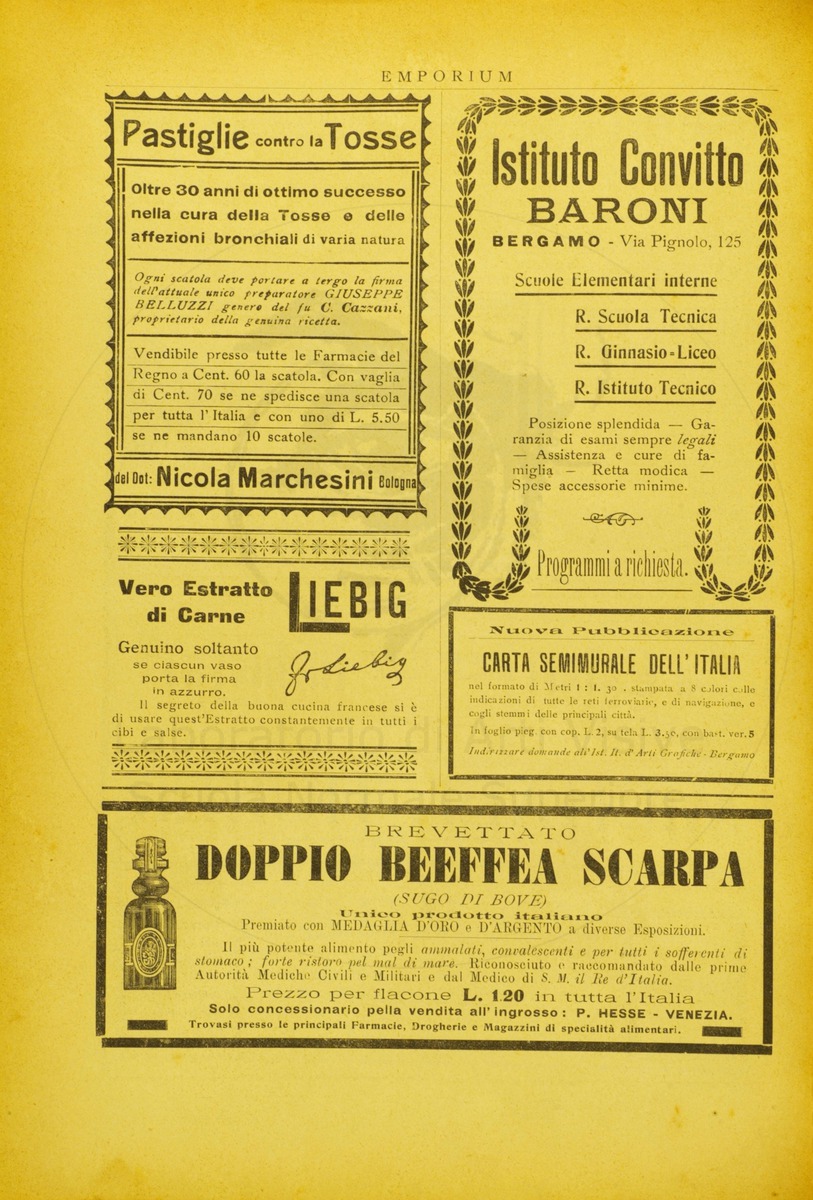 EMPORIUM
Pastiglie contro la Tosse
Oltre 30 anni di ottimo successo
nella cura della Tosse e delle
affezioni bronchiali di varia natura
Ogni scatola deve portare a tergo la firma
dell'attuale unico preparatore GIUSEPPE
BELLUZZI genero del fu C. Cazzani,
proprietario della genuina ricetta.
Vendibile presso tutte le Farmacie del
Regno a Cent. 60 la scatola. Con vaglia
di Cent. 70 se ne spedisce una scatola
per tutta l'Italia e con uno di L. 5.50
se ne mandano 10 scatole.
del Dot: Nicola Marchesini Bologna
Vero Estratto
di Carne
LIEBIG
Genuino soltanto
se ciascun vaso
porta la firma
in azzurro.
J v Liebig
Il segreto della buona cucina francese si è
di usare quest'Estratto constantemente in tutti i
cibi e salse.
Istituto Convitto
BARONI
BERGAMO - Via Pignolo, 125
Scuole Elementari interne
R. Scuola Tecnica
R. Ginnasio-Liceo
R. Istituto Tecnico
Posizione splendida — Ga-
ranzia di esami sempre legali
— Assistenza e cure di fa-
miglia — Retta modica —
Spese accessorie minime.
Programmi a richiesta.
Nuova Pubblicazione
CARTA SEMIMURALE DELL'ITALIA
nel formato di Metri 1 : 1. 30 . stampata a 8 colori colle
indicazioni di tutte le reti ferroviarie, e di navigazione, e
cogli stemmi delle principali città.
In foglio pieg. con cop. L. 2, su tela L. 3.50, con bast. ver. 5
Indirizzare domande all'Ist. It. d'Arti Grafiche - Bergamo
BREVETTATO
DOPPIO BEEFFEA SCARPA
(SUGO DI BOVE)
Unico prodotto italiano
Premiato con MEDAGLIA D'ORO e D'ARGENTO a diverse Esposizioni.
Il più potente alimento pegli ammalati, convalescenti e per tutti i sofferenti di
stomaco; forte ristoro pel mal di mare. Riconosciuto e raccomandato dalle prime
Autorità Mediche Civili e Militari e dal Medico di S. M. il Re d'Italia.
Prezzo per flacone L. 1.20 in tutta l'Italia
Solo concessionario pella vendita all'ingrosso: P. HESSE - VENEZIA.
Trovasi presso le principali Farmacie, Drogherie e Magazzini di specialità alimentari.